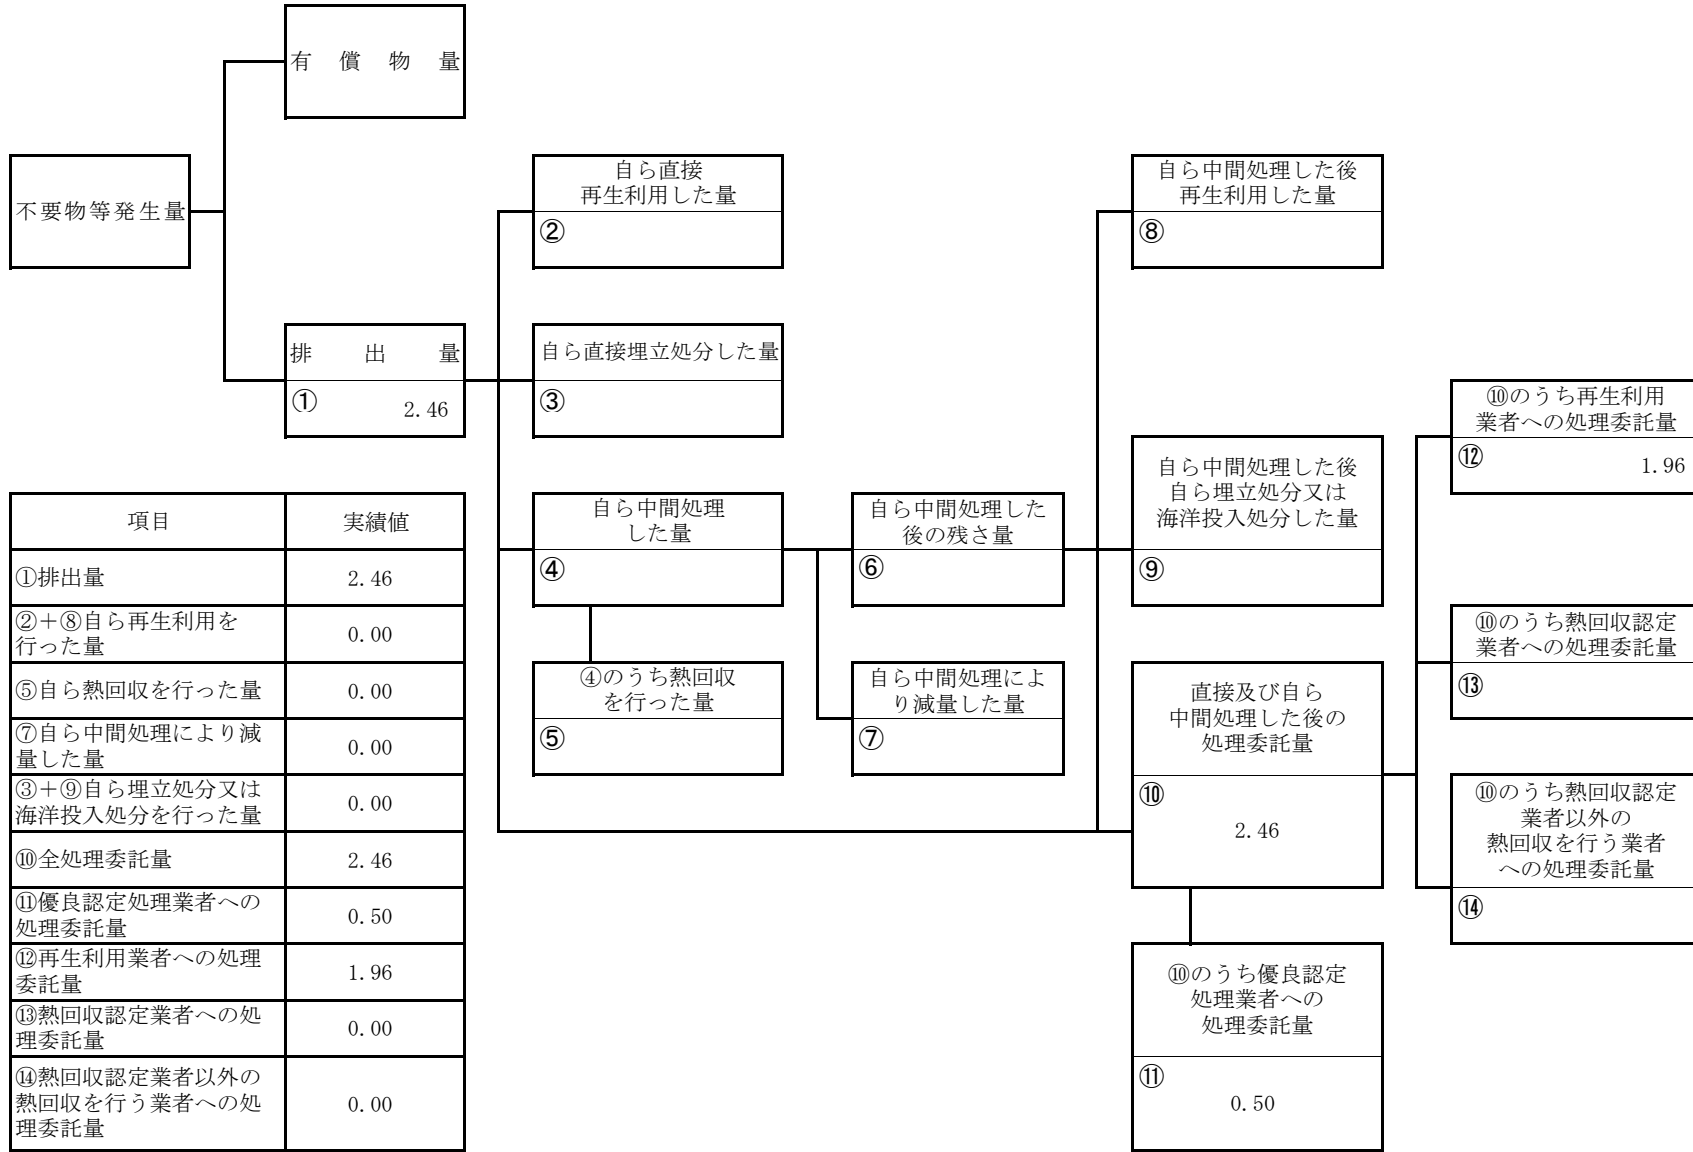 有償物量
不要物等発生量
排出量
① 2.46
自ら直接
再生利用した量
②
自ら直接埋立処分した量
③
自ら中間処理
した量
④
④のうち熱回収
を行った量
⑤
自ら中間処理した
後の残さ量
⑥
自ら中間処理によ
り減量した量
⑦
自ら中間処理した後
再生利用した量
⑧
自ら中間処理した後
自ら埋立処分又は
海洋投入処分した量
⑨
直接及び自ら
中間処理した後の
処理委託量
⑩
2.46
⑩のうち優良認定
処理業者への
処理委託量
⑪
0.50
⑩のうち再生利用
業者への処理委託量
⑫ 1.96
⑩のうち熱回収認定
業者への処理委託量
⑬
⑩のうち熱回収認定
業者以外の
熱回収を行う業者
への処理委託量
⑭
項目 実績値
①排出量 2.46
②＋⑧自ら再生利用を
行った量 0.00
⑤自ら熱回収を行った量 0.00
⑦自ら中間処理により減
量した量 0.00
③＋⑨自ら埋立処分又は
海洋投入処分を行った量 0.00
⑩全処理委託量 2.46
⑪優良認定処理業者への
処理委託量 0.50
⑫再生利用業者への処理
委託量 1.96
⑬熱回収認定業者への処
理委託量 0.00
⑭熱回収認定業者以外の
熱回収を行う業者への処
理委託量 0.00